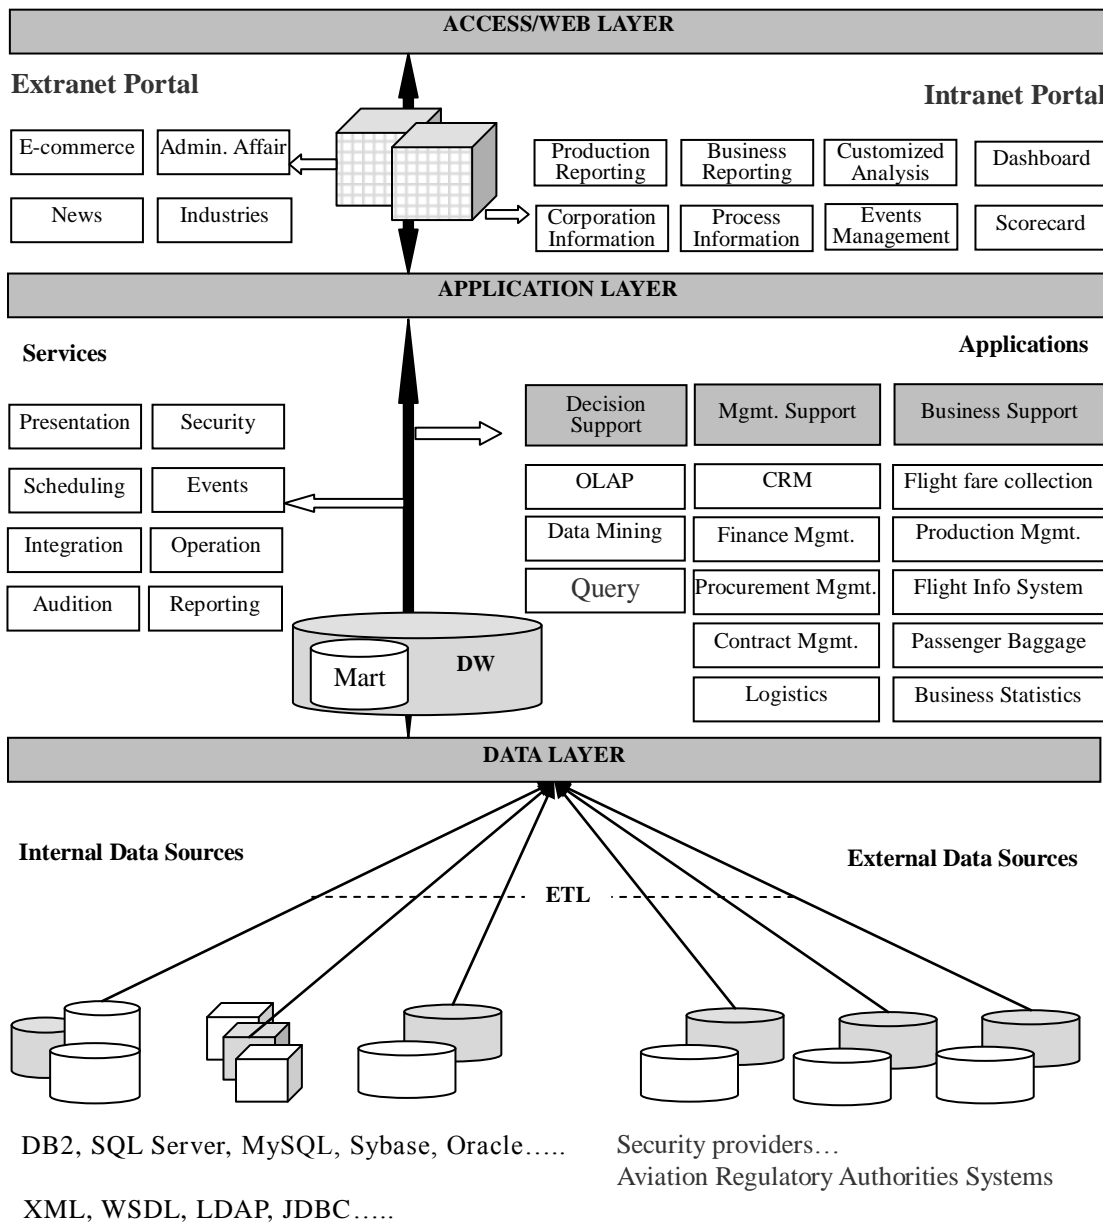 ACCESS/WEB LAYER
Extranet Portal
Intranet Portal
E-commerce
Admin. Affair
News
Industries
Production
Reporting
Business
Reporting
Customized
Analysis
Dashboard
Corporation
Information
Process
Information
Events
Management
Scorecard
APPLICATION LAYER
Services
Applications
Presentation
Security
Scheduling
Events
Integration
Operation
Audition
Reporting
Decision
Support
Mgmt. Support
Business Support
OLAP
CRM
Flight fare collection
Data Mining
Finance Mgmt.
Production Mgmt.
Query
Procurement Mgmt.
Flight Info System
Contract Mgmt.
Passenger Baggage
Logistics
Business Statistics
Mart
DW
DATA LAYER
Internal Data Sources
External Data Sources
ETL
DB2, SQL Server, MySQL, Sybase, Oracle.....
XML, WSDL, LDAP, JDBC.....
Security providers…
Aviation Regulatory Authorities Systems